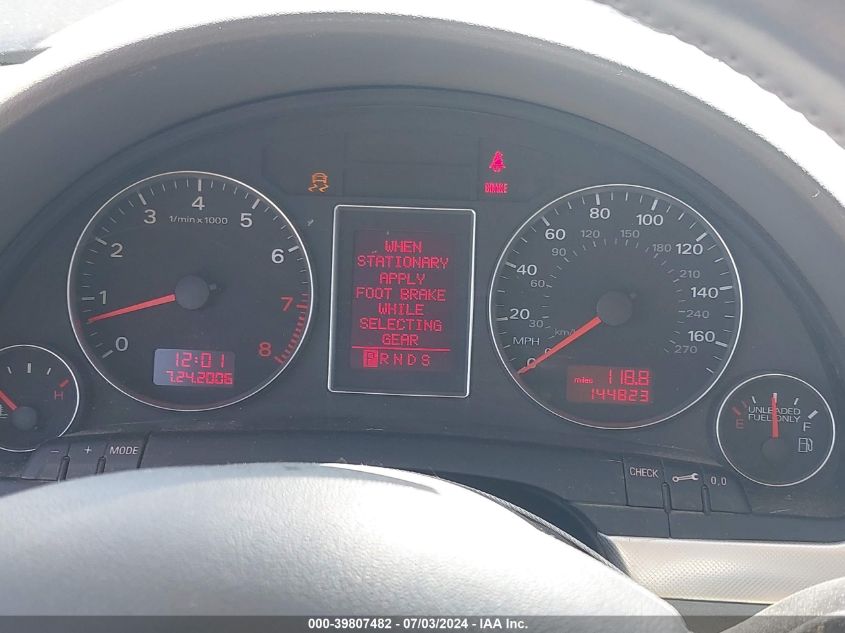 1/min x 1000
0
1
2
3
4
5
6
7
8
12:01
7.24.2006
H
WHEN
STATIONARY
APPLY
FOOT BRAKE
WHILE
SELECTING
GEAR
PRNDS
BRAKE
MPH
km/h
0
20
40
60
80
100
120
140
160
30
60
90
120
150
180
210
240
270
miles 118.8
144823
UNLEADED
FUEL ONLY
E
F
- + MODE
CHECK
0.0
000-39807482 - 07/03/2024 - IAA Inc.